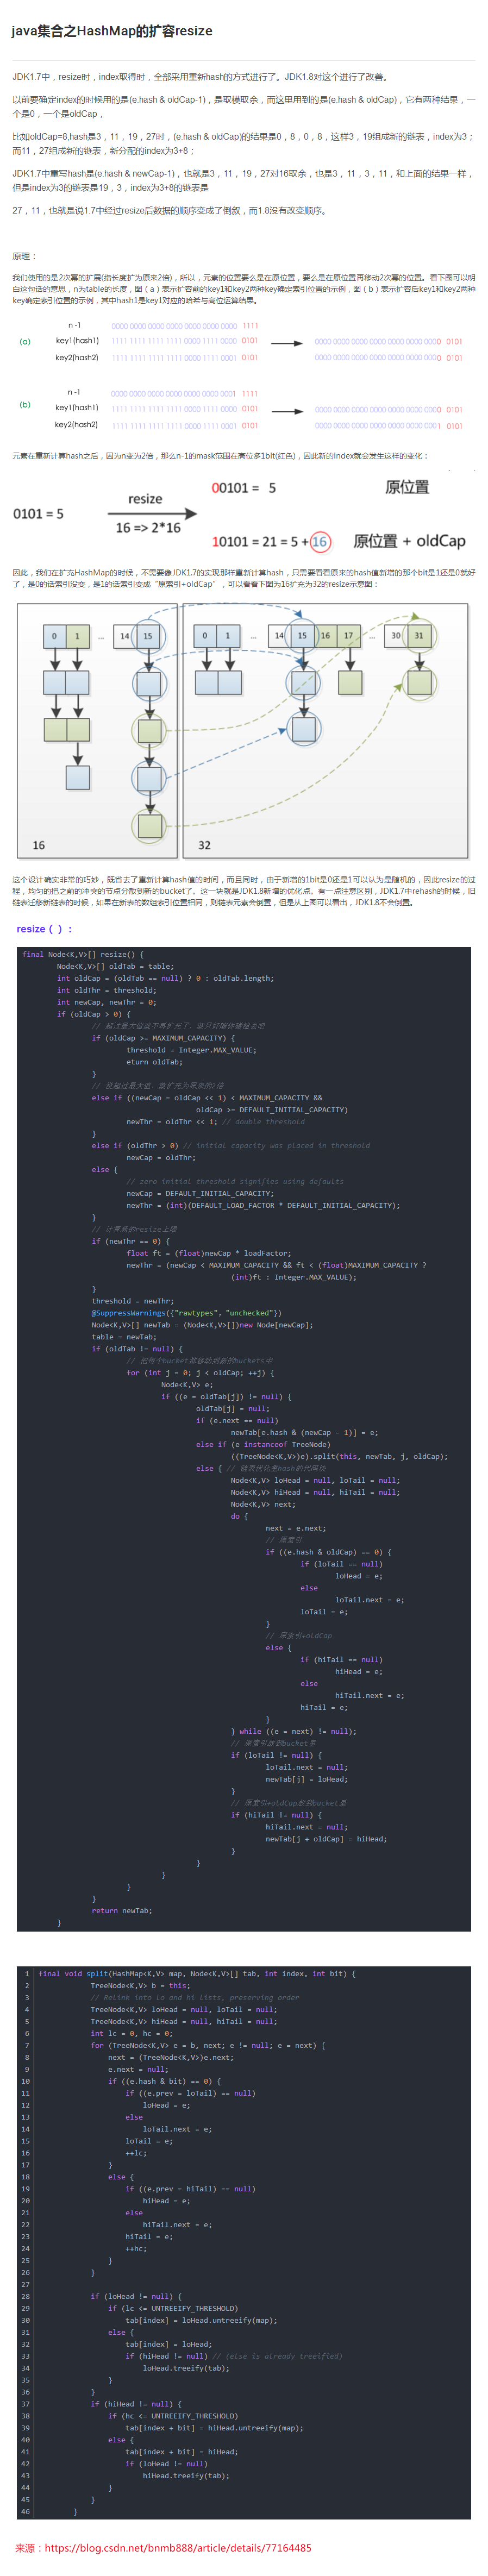 java集合之HashMap的扩容resize
JDK1.7中，resize时，index取得时，全部采用重新hash的方式进行了。JDK1.8对这个进行了改善。
以前要确定index的时候用的是(e.hash & oldCap-1)，是取模取余，而这里用到的是(e.hash & oldCap)，它有两种结果，一
个是0，一个是oldCap，
比如oldCap=8,hash是3，11，19，27时，(e.hash & oldCap)的结果是0，8，0，8，这样3，19组成新的链表，index为3；
而11，27组成新的链表，新分配的index为3+8；
JDK1.7中重写hash是(e.hash & newCap-1)，也就是3，11，19，27对16取余，也是3，11，3，11，和上面的结果一样，
但是index为3的链表是19，3，index为3+8的链表是
27，11，也就是说1.7中经过resize后数据的顺序变成了倒叙，而1.8没有改变顺序。
原理：
我们使用的是2次幂的扩展(指长度扩为原来2倍)，所以，元素的位置要么是在原位置，要么是在原位置再移动2次幂的位置。看下面可以明
白这句话的意思，n为table的长度，图（a）表示扩容前的key1和key2两种key确定索引位置的示例，图（b）表示扩容后key1和key2两种
key确定索引位置的示例，其中hash1是key1对应的哈希与高位运算结果。
(a)
n -1 0000 0000 0000 0000 0000 0000 0000 1111
key1(hash1) 1111 1111 1111 1111 0000 1111 0000 0101 0000 0000 0000 0000 0000 0000 0000 0101
key2(hash2) 1111 1111 1111 1111 0000 1111 0001 0101 0000 0000 0000 0000 0000 0000 0000 0101
(b)
n -1 0000 0000 0000 0000 0000 0000 0001 1111
key1(hash1) 1111 1111 1111 1111 0000 1111 0000 0101 0000 0000 0000 0000 0000 0000 0000 0101
key2(hash2) 1111 1111 1111 1111 0000 1111 0001 0101 0000 0000 0000 0000 0000 0000 0001 0101
元素在重新计算hash之后，因为n变为2倍，那么n-1的mask范围在高位多1bit(红色)，因此新的index就会发生这样的变化：
0101 = 5
resize
16 => 2*16
00101 = 5 原位置
10101 = 21 = 5 + 16 原位置 + oldCap
因此，我们在扩充HashMap的时候，不需要像JDK1.7的实现那样重新计算hash，只需要看看原来的hash值新增的那个bit是1还是0就好
了，是0的话索引没变，是1的话索引变成“原索引+oldCap”，可以看看下图为16扩充为32的resize示意图：
0 1 ... 14 15
0 1 ... 14 15 16 17 ... 30 31
16
32
这个设计确实非常的巧妙，既省去了重新计算hash值的时间，而且同时，由于新增的1bit是0还是1可以认为是随机的，因此resize的过
程，均匀的把之前的冲突的节点分散到新的bucket了。这一块就是JDK1.8新增的优化点。有一点注意区别，JDK1.7中rehash的时候，旧
链表迁移新链表的时候，如果在新表的数组索引位置相同，则链表元素会倒置，但是从上图可以看出，JDK1.8不会倒置。
resize（ ）：
final Node<K,V>[] resize() {
Node<K,V>[] oldTab = table;
int oldCap = (oldTab == null) ? 0 : oldTab.length;
int oldThr = threshold;
int newCap, newThr = 0;
if (oldCap > 0) {
// 超过最大值就不再扩充了，就只好随你碰撞去吧
if (oldCap >= MAXIMUM_CAPACITY) {
threshold = Integer.MAX_VALUE;
eturn oldTab;
}
// 没超过最大值，就扩充为原来的2倍
else if ((newCap = oldCap << 1) < MAXIMUM_CAPACITY &&
oldCap >= DEFAULT_INITIAL_CAPACITY)
newThr = oldThr << 1; // double threshold
}
else if (oldThr > 0) // initial capacity was placed in threshold
newCap = oldThr;
else {
// zero initial threshold signifies using defaults
newCap = DEFAULT_INITIAL_CAPACITY;
newThr = (int)(DEFAULT_LOAD_FACTOR * DEFAULT_INITIAL_CAPACITY);
}
// 计算新的resize上限
if (newThr == 0) {
float ft = (float)newCap * loadFactor;
newThr = (newCap < MAXIMUM_CAPACITY && ft < (float)MAXIMUM_CAPACITY ?
(int)ft : Integer.MAX_VALUE);
}
threshold = newThr;
@SuppressWarnings({"rawtypes"，"unchecked"})
Node<K,V>[] newTab = (Node<K,V>[])new Node[newCap];
table = newTab;
if (oldTab != null) {
// 把每个bucket都移动到新的buckets中
for (int j = 0; j < oldCap; ++j) {
Node<K,V> e;
if ((e = oldTab[j]) != null) {
oldTab[j] = null;
if (e.next == null)
newTab[e.hash & (newCap - 1)] = e;
else if (e instanceof TreeNode)
((TreeNode<K,V>)e).split(this, newTab, j, oldCap);
else { // 链表优化重hash的代码块
Node<K,V> loHead = null, loTail = null;
Node<K,V> hiHead = null, hiTail = null;
Node<K,V> next;
do {
next = e.next;
// 原索引
if ((e.hash & oldCap) == 0) {
if (loTail == null)
loHead = e;
else
loTail.next = e;
loTail = e;
}
// 原索引+oldCap
else {
if (hiTail == null)
hiHead = e;
else
hiTail.next = e;
hiTail = e;
}
} while ((e = next) != null);
// 原索引放到bucket里
if (loTail != null) {
loTail.next = null;
newTab[j] = loHead;
}
// 原索引+oldCap放到bucket里
if (hiTail != null) {
hiTail.next = null;
newTab[j + oldCap] = hiHead;
}
}
}
}
}
return newTab;
}
1 final void split(HashMap<K,V> map, Node<K,V>[] tab, int index, int bit) {
2 TreeNode<K,V> b = this;
3 // Relink into lo and hi lists, preserving order
4 TreeNode<K,V> loHead = null, loTail = null;
5 TreeNode<K,V> hiHead = null, hiTail = null;
6 int lc = 0, hc = 0;
7 for (TreeNode<K,V> e = b, next; e != null; e = next) {
8 next = (TreeNode<K,V>)e.next;
9 e.next = null;
10 if ((e.hash & bit) == 0) {
11 if ((e.prev = loTail) == null)
12 loHead = e;
13 else
14 loTail.next = e;
15 loTail = e;
16 ++lc;
17 }
18 else {
19 if ((e.prev = hiTail) == null)
20 hiHead = e;
21 else
22 hiTail.next = e;
23 hiTail = e;
24 ++hc;
25 }
26 }
27
28 if (loHead != null) {
29 if (lc <= UNTREEIFY_THRESHOLD)
30 tab[index] = loHead.untreeify(map);
31 else {
32 tab[index] = loHead;
33 if (hiHead != null) // (else is already treeified)
34 loHead.treeify(tab);
35 }
36 }
37 if (hiHead != null) {
38 if (hc <= UNTREEIFY_THRESHOLD)
39 tab[index + bit] = hiHead.untreeify(map);
40 else {
41 tab[index + bit] = hiHead;
42 if (loHead != null)
43 hiHead.treeify(tab);
44 }
45 }
46 }
来源：https://blog.csdn.net/bnmb888/article/details/77164485